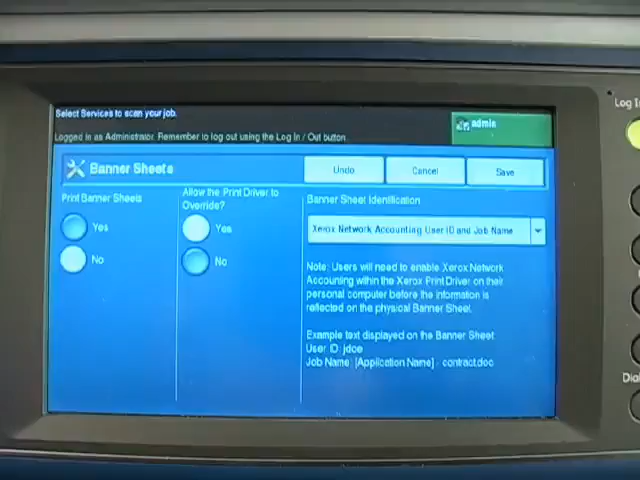 Select Services to scan your job.
Log In
admin
Logged in as Administrator. Remember to log out using the Log In / Out button.
Banner Sheets
Undo
Cancel
Save
Print Banner Sheets
Yes
No
Allow the Print Driver to
Override?
Yes
No
Banner Sheet Identification
Xerox Network Accounting User ID and Job Name
Note: Users will need to enable Xerox Network
Accounting within the Xerox Print Driver on their
personal computer before the information is
reflected on the physical Banner Sheet.
Example text displayed on the Banner Sheet:
User ID: jdoe
Job Name: [Application Name] - contract.doc